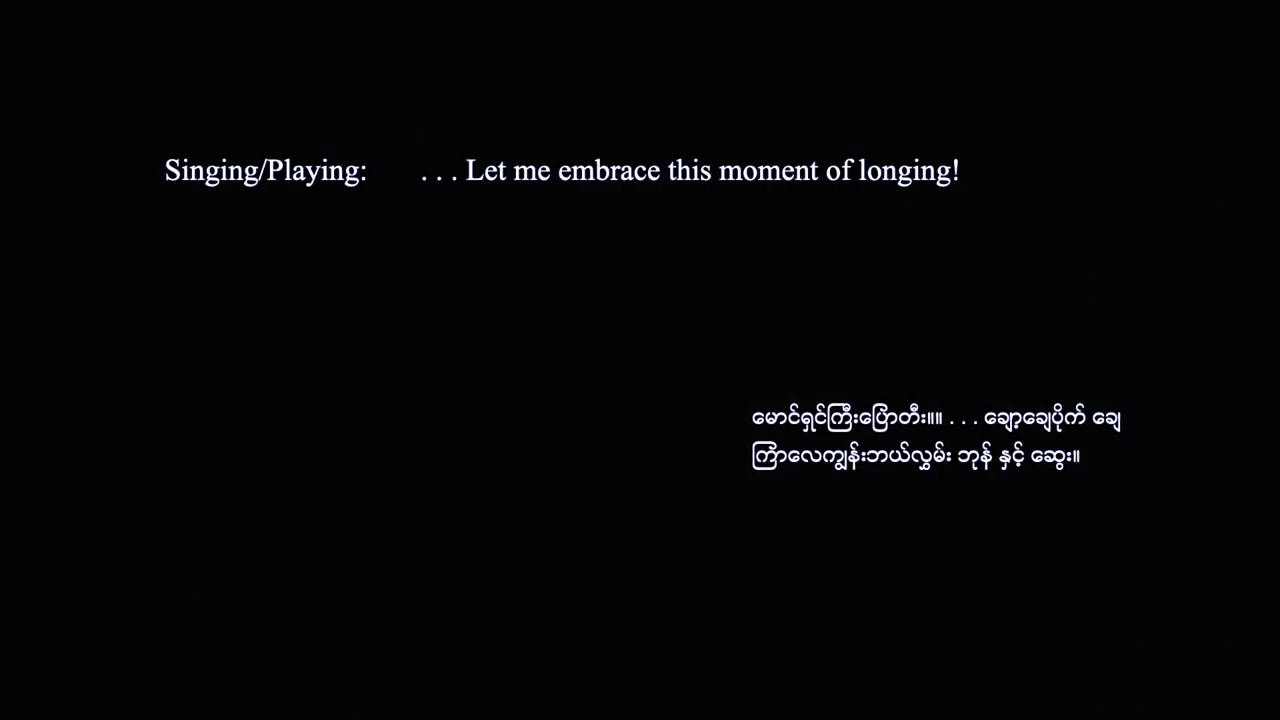 Singing/Playing: . . . Let me embrace this moment of longing!
မောင်ရှင်ကြီးပြောတီး။။ . . . ချော့ချေပိုက် ချေ
ကြာလေကျွန်းဘယ်လွှမ်း ဘုန် နှင့် ဆွေး။